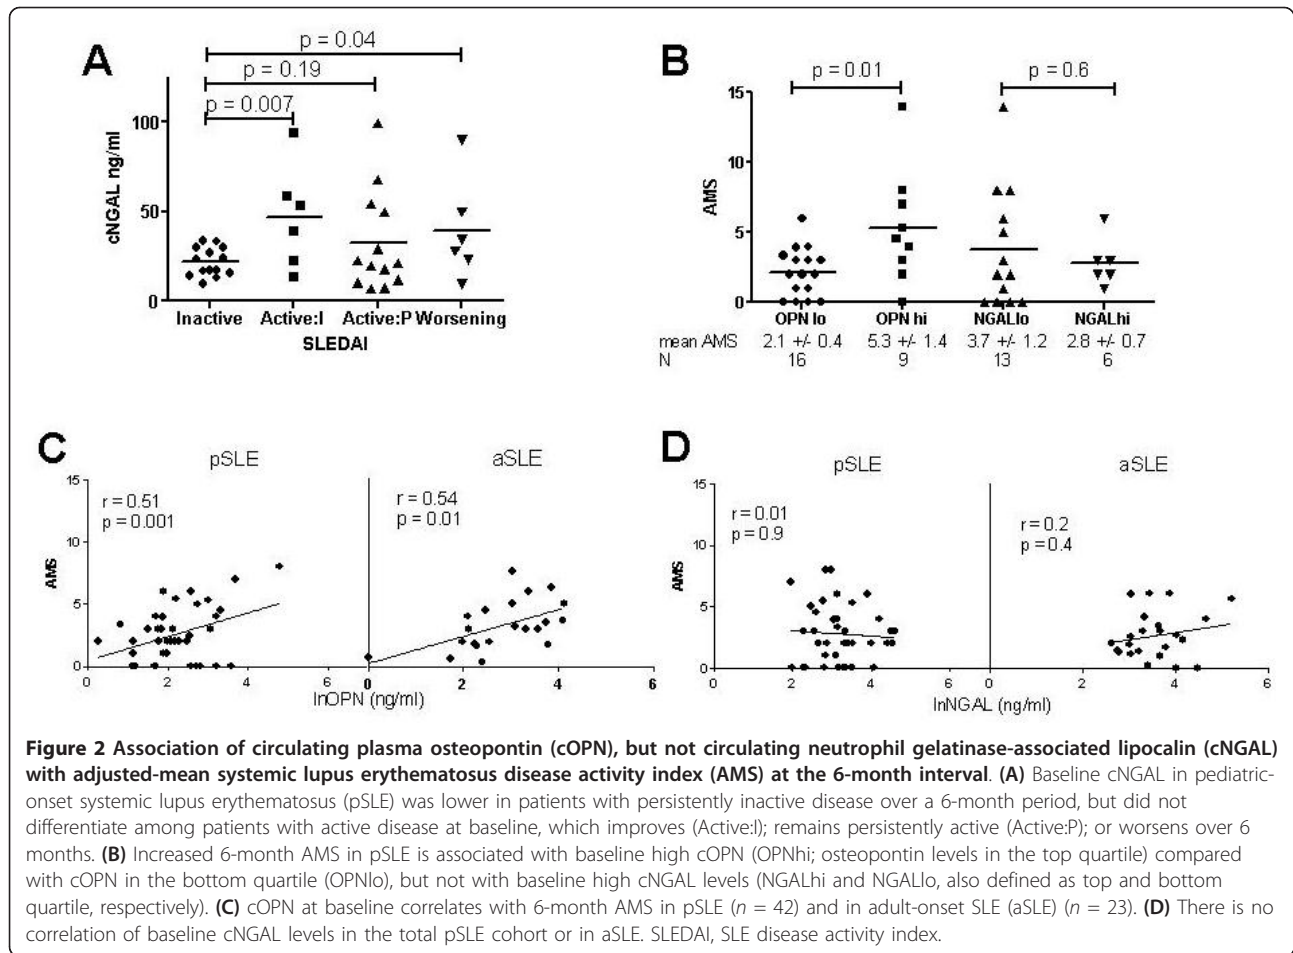 A
p = 0.04
p = 0.19
p = 0.007
cNGAL ng/ml
100
50
0
Inactive Active:I Active:P Worsening
SLEDAI
B
p = 0.01
p = 0.6
AMS
15
10
5
0
OPN lo OPN hi NGALlo NGALhi
mean AMS 2.1 +/- 0.4 5.3 +/- 1.4 3.7 +/- 1.2 2.8 +/- 0.7
N 16 9 13 6
C
pSLE aSLE
15
10
5
0
AMS
r = 0.51
p = 0.001
r = 0.54
p = 0.01
0 2 4 6 0 2 4 6
lnOPN (ng/ml)
D
pSLE aSLE
15
10
5
0
AMS
r = 0.01
p = 0.9
r = 0.2
p = 0.4
0 2 4 6 0 2 4 6
lnNGAL (ng/ml)
Figure 2 Association of circulating plasma osteopontin (cOPN), but not circulating neutrophil gelatinase-associated lipocalin (cNGAL)
with adjusted-mean systemic lupus erythematosus disease activity index (AMS) at the 6-month interval. (A) Baseline cNGAL in pediatric-
onset systemic lupus erythematosus (pSLE) was lower in patients with persistently inactive disease over a 6-month period, but did not
differentiate among patients with active disease at baseline, which improves (Active:I); remains persistently active (Active:P); or worsens over 6
months. (B) Increased 6-month AMS in pSLE is associated with baseline high cOPN (OPNhi; osteopontin levels in the top quartile) compared
with cOPN in the bottom quartile (OPNlo), but not with baseline high cNGAL levels (NGALhi and NGALlo, also defined as top and bottom
quartile, respectively). (C) cOPN at baseline correlates with 6-month AMS in pSLE (n = 42) and in adult-onset SLE (aSLE) (n = 23). (D) There is no
correlation of baseline cNGAL levels in the total pSLE cohort or in aSLE. SLEDAI, SLE disease activity index.